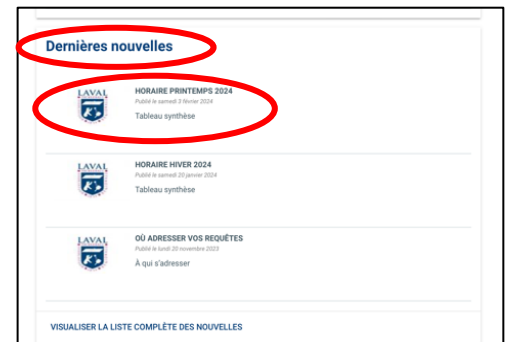 Dernières nouvelles
LAVAL
HORAIRE PRINTEMPS 2024
Publié le samedi 3 février 2024
Tableau synthèse
LAVAL
HORAIRE HIVER 2024
Publié le samedi 20 janvier 2024
Tableau synthèse
LAVAL
OÙ ADRESSER VOS REQUÊTES
Publié le lundi 20 novembre 2023
À qui s'adresser
VISUALISER LA LISTE COMPLÈTE DES NOUVELLES